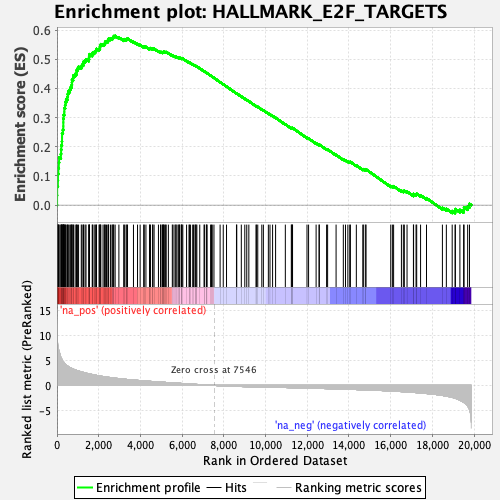 Enrichment plot: HALLMARK_E2F_TARGETS
Enrichment score (ES)
0.6
0.5
0.4
0.3
0.2
0.1
0.0
'na_pos' (positively correlated)
Ranked list metric (PreRanked)
15
10
5
0
-5
Zero cross at 7546
'na_neg' (negatively correlated)
0 2,000 4,000 6,000 8,000 10,000 12,000 14,000 16,000 18,000 20,000
Rank in Ordered Dataset
Enrichment profile Hits Ranking metric scores